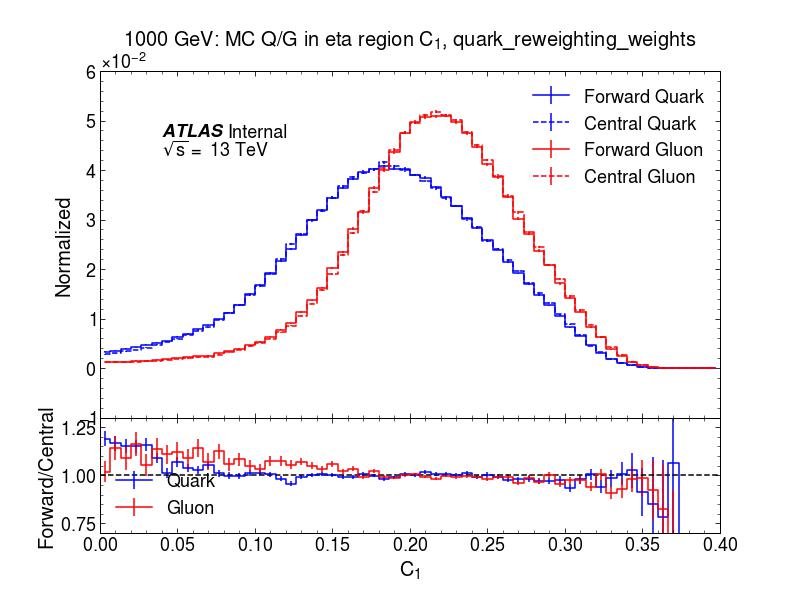 1000 GeV: MC Q/G in eta region C₁, quark_reweighting_weights
×10⁻²
6
5
4
3
2
1
0
−1
Normalized
ATLAS Internal
√s = 13 TeV
Forward Quark
Central Quark
Forward Gluon
Central Gluon
1.25
1.00
0.75
Forward/Central
Quark
Gluon
0.00 0.05 0.10 0.15 0.20 0.25 0.30 0.35 0.40
C₁